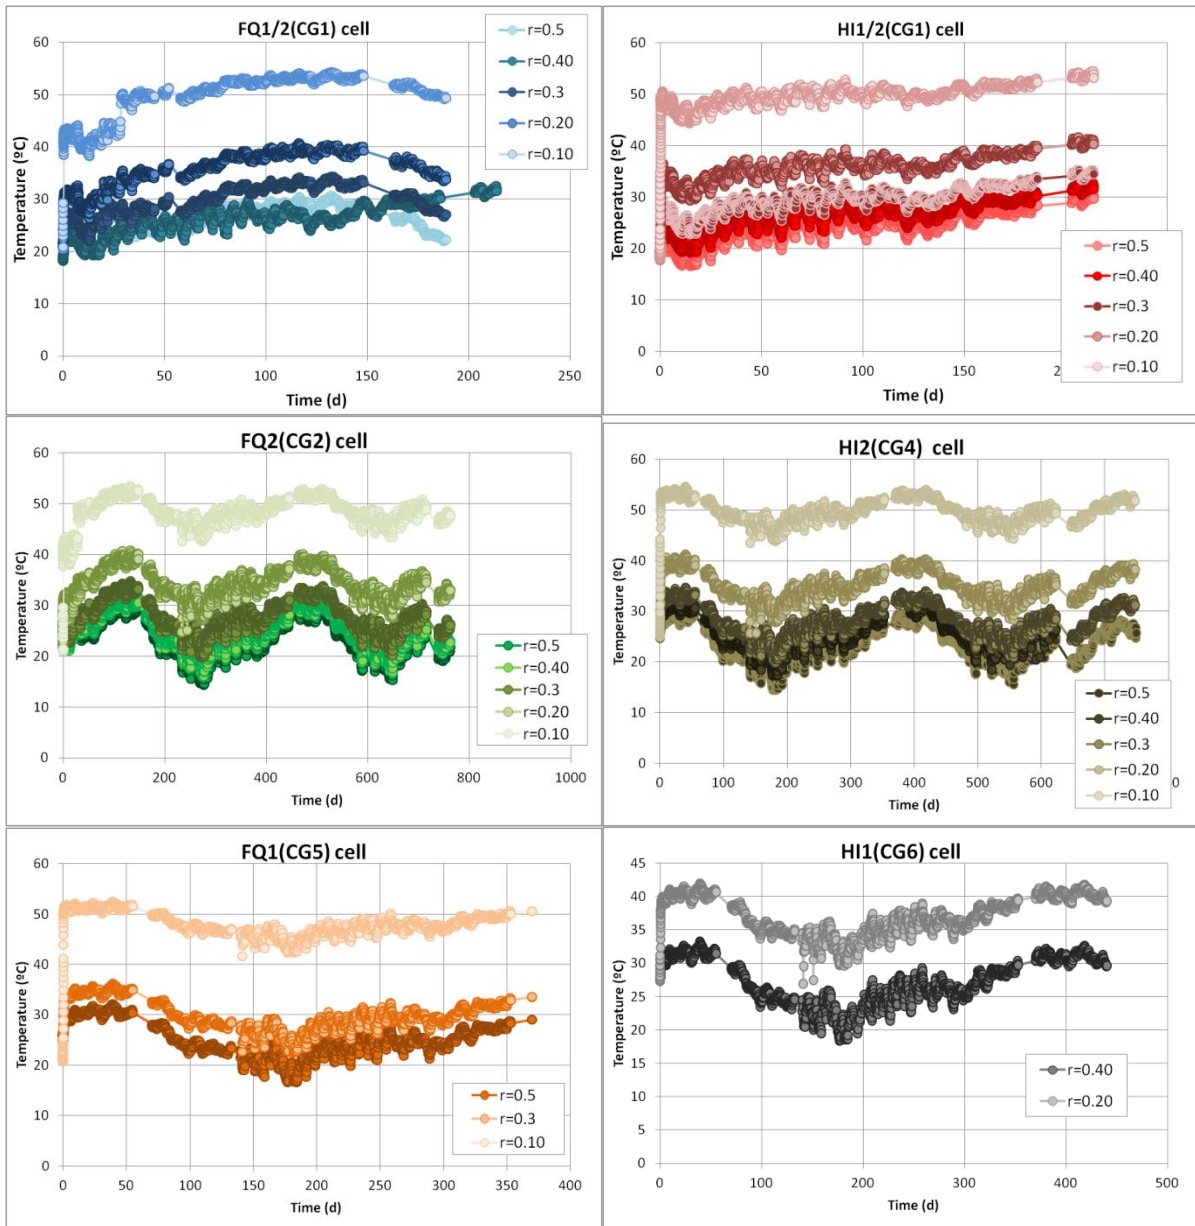 FQ1/2(CG1) cell
Temperature (ºC)
60
50
40
30
20
10
0
0 50 100 150 200 250
Time (d)
r=0.5
r=0.40
r=0.3
r=0.20
r=0.10
HI1/2(CG1) cell
Temperature (ºC)
60
50
40
30
20
10
0
0 50 100 150
Time (d)
r=0.5
r=0.40
r=0.3
r=0.20
r=0.10
FQ2(CG2) cell
Temperature (ºC)
60
50
40
30
20
10
0
0 200 400 600 800 1000
Time (d)
r=0.5
r=0.40
r=0.3
r=0.20
r=0.10
HI2(CG4) cell
Temperature (ºC)
60
50
40
30
20
10
0
0 100 200 300 400 500 600
Time (d)
r=0.5
r=0.40
r=0.3
r=0.20
r=0.10
FQ1(CG5) cell
Temperature (ºC)
60
50
40
30
20
10
0
0 50 100 150 200 250 300 350 400
Time (d)
r=0.5
r=0.3
r=0.10
HI1(CG6) cell
Temperature (ºC)
45
40
35
30
25
20
15
10
5
0
0 100 200 300 400 500
Time (d)
r=0.40
r=0.20